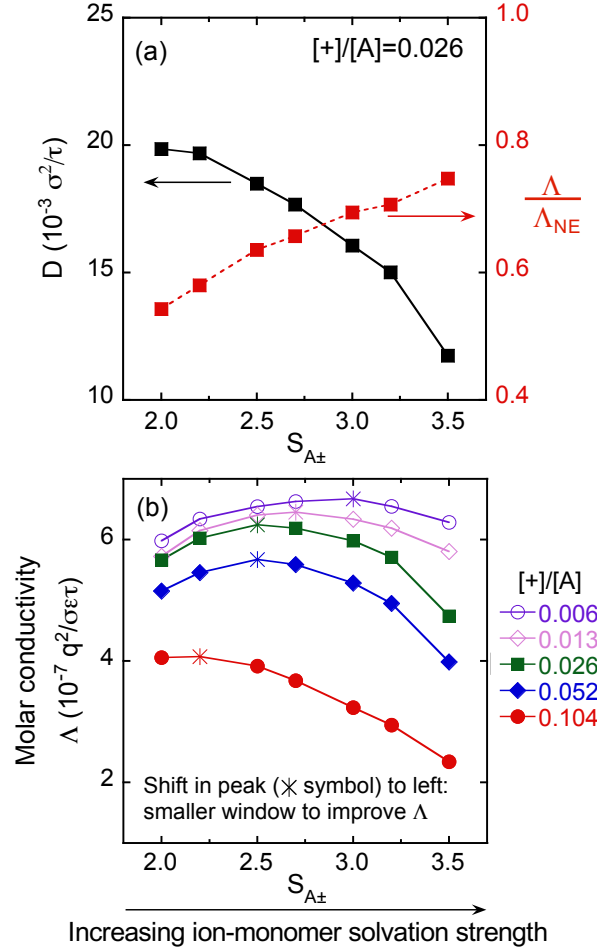 (a)
[+]/[A]=0.026
D (10⁻³ σ²/τ)
20
15
10
1.0
0.8
0.6
0.4
Λ
Λ_NE
2.0 2.5 3.0 3.5
S_A±
(b)
Molar conductivity
Λ (10⁻⁷ q²/σετ)
6
4
2
[+]/[A]
0.006
0.013
0.026
0.052
0.104
Shift in peak (✳ symbol) to left:
smaller window to improve Λ
2.0 2.5 3.0 3.5
S_A±
Increasing ion-monomer solvation strength